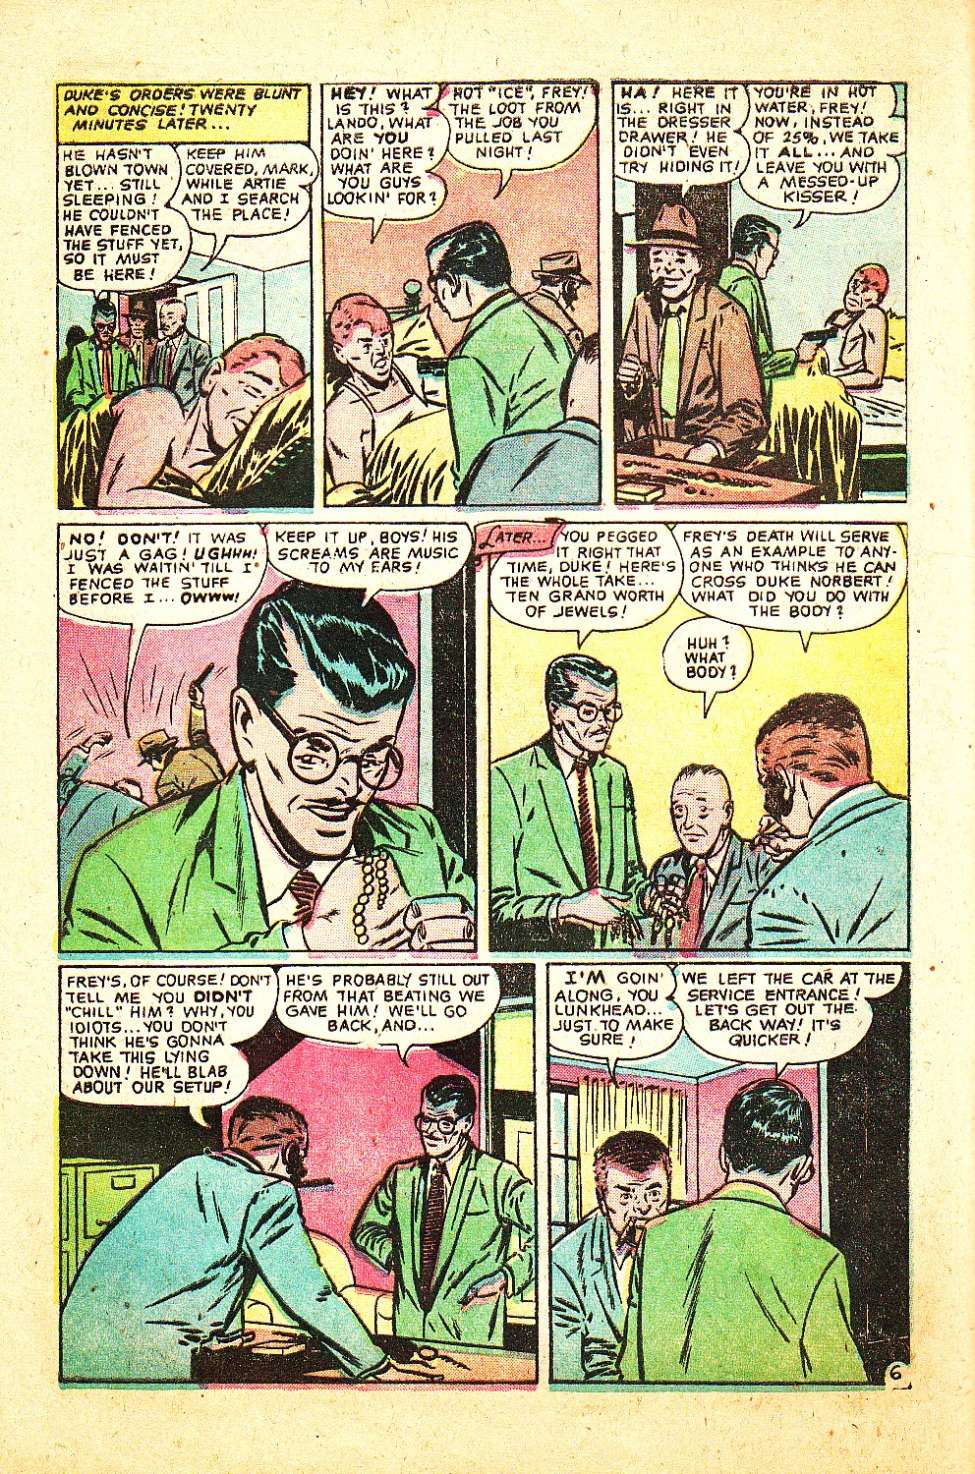 DUKE'S ORDERS WERE BLUNT
AND CONCISE! TWENTY
MINUTES LATER...
HE HASN'T
BLOWN TOWN
YET... STILL
SLEEPING!
HE COULDN'T
HAVE FENCED
THE STUFF YET,
SO IT MUST
BE HERE!
KEEP HIM
COVERED, MARK,
WHILE ARTIE
AND I SEARCH
THE PLACE!
HEY! WHAT
IS THIS?
LANDO, WHAT
ARE YOU
DOIN' HERE?
WHAT ARE
YOU GUYS
LOOKIN' FOR?
HOT "ICE", FREY!
THE LOOT FROM
THE JOB YOU
PULLED LAST
NIGHT!
HA! HERE IT
IS... RIGHT IN
THE DRESSER
DRAWER! HE
DIDN'T EVEN
TRY HIDING IT!
YOU'RE IN HOT
WATER, FREY!
NOW, INSTEAD
OF 25%, WE TAKE
IT ALL... AND
LEAVE YOU WITH
A MESSED-UP
KISSER!
NO! DON'T! IT WAS
JUST A GAG! UGHHH!
I WAS WAITIN' TILL I
FENCED THE STUFF
BEFORE I... OWWW!
KEEP IT UP, BOYS! HIS
SCREAMS ARE MUSIC
TO MY EARS!
LATER...
YOU PEGGED
IT RIGHT THAT
TIME, DUKE! HERE'S
THE WHOLE TAKE...
TEN GRAND WORTH
OF JEWELS!
FREY'S DEATH WILL SERVE
AS AN EXAMPLE TO ANY-
ONE WHO THINKS HE CAN
CROSS DUKE NORBERT!
WHAT DID YOU DO WITH
THE BODY?
HUH?
WHAT
BODY?
FREY'S, OF COURSE! DON'T
TELL ME YOU DIDN'T
"CHILL" HIM? WHY, YOU
IDIOTS... YOU DON'T
THINK HE'S GONNA
TAKE THIS LYING
DOWN! HE'LL BLAB
ABOUT OUR SETUP!
HE'S PROBABLY STILL OUT
FROM THAT BEATING WE
GAVE HIM! WE'LL GO
BACK, AND...
I'M GOIN'
ALONG, YOU
LUNKHEAD...
JUST TO MAKE
SURE!
WE LEFT THE CAR AT THE
SERVICE ENTRANCE!
LET'S GET OUT THE
BACK WAY! IT'S
QUICKER!
6